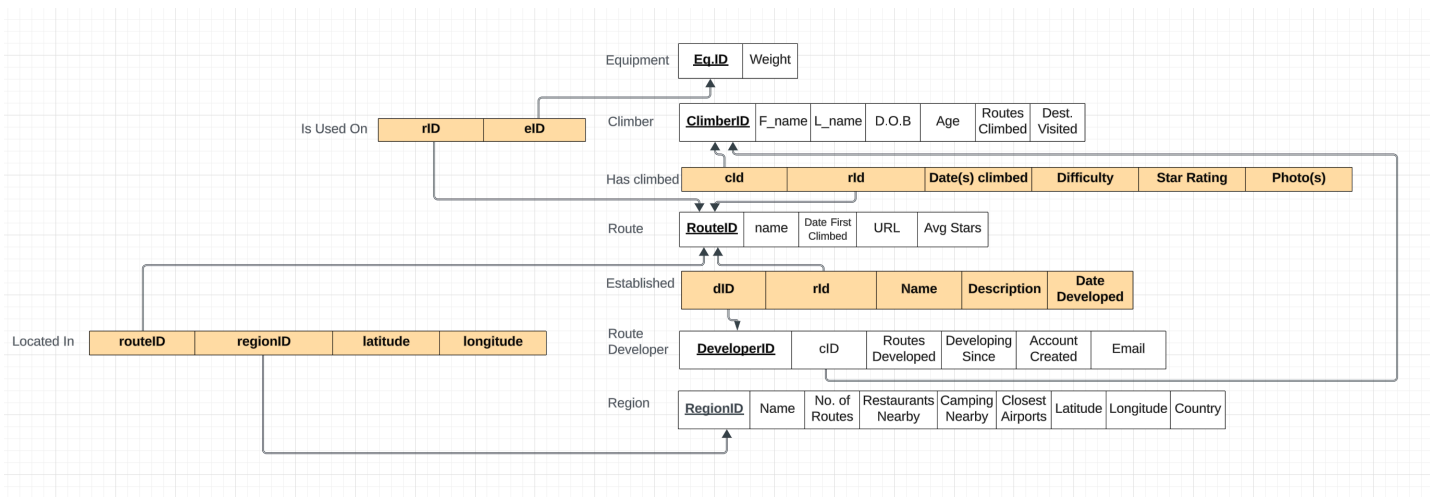 Equipment
Eq.ID Weight
Climber
ClimberID F_name L_name D.O.B Age Routes Climbed Dest. Visited
Is Used On
rID eID
Has climbed
cId rId Date(s) climbed Difficulty Star Rating Photo(s)
Route
RouteID name Date First Climbed URL Avg Stars
Established
dID rId Name Description Date Developed
Located In
routeID regionID latitude longitude
Route Developer
DeveloperID cID Routes Developed Developing Since Account Created Email
Region
RegionID Name No. of Routes Restaurants Nearby Camping Nearby Closest Airports Latitude Longitude Country